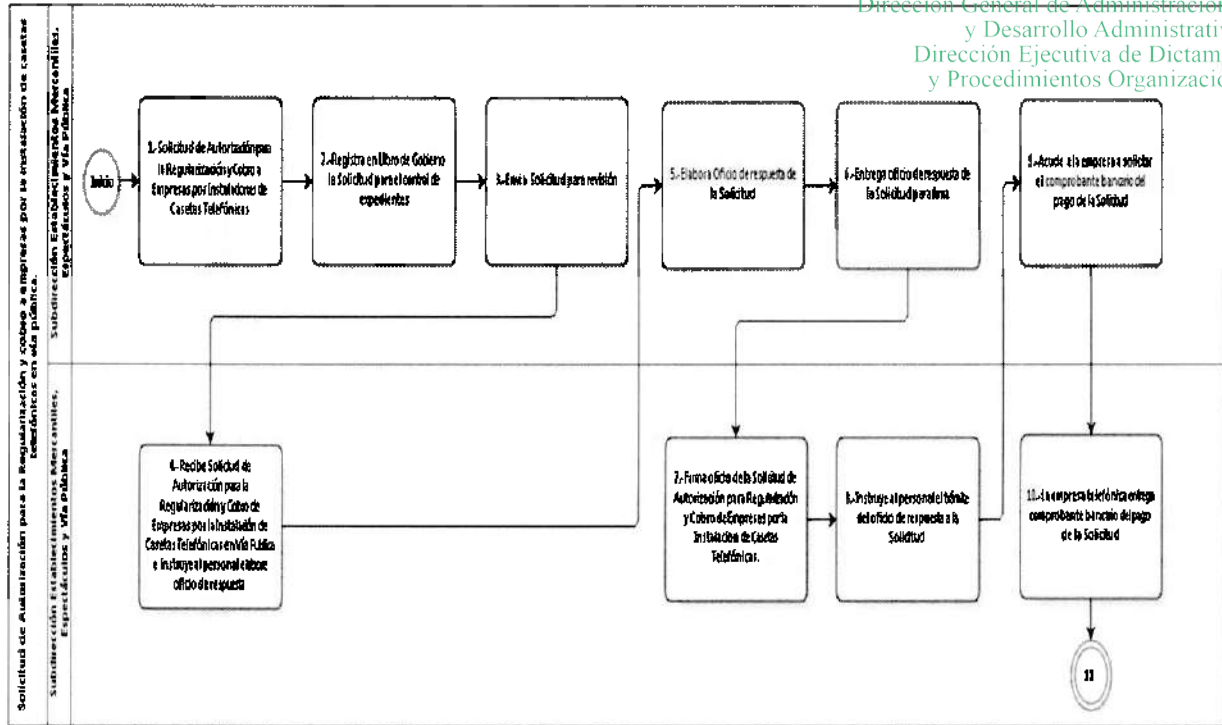 Dirección General de Administración
y Desarrollo Administrativ
Dirección Ejecutiva de Dictam
y Procedimientos Organizacio
Solicitud de Autorización para la Regularización y cobro a empresas por la instalación de casetas
telefónicas en vía pública.
Subdirección Establecimientos Mercantiles,
Espectáculos y Vía Pública
Inicio
1.- Solicitud de Autorización para
la Regularización y Cobro a
Empresas por Instalaciones de
Casetas Telefónicas
2.-Registra en Libro de Gobierno
la Solicitud para el control de
expedientes
3.-Envía Solicitud para revisión
5.-Elabora Oficio de respuesta de
la Solicitud
6.-Entrega oficio de respuesta de
la Solicitud para firma
9.-Acude a la empresa a solicitar
el comprobante bancario del
pago de la Solicitud
Subdirección Establecimientos Mercantiles,
Espectáculos y Vía Pública
4.-Recibe Solicitud de
Autorización para la
Regularización y Cobro de
Empresas por la Instalación de
Casetas Telefónicas en Vía Publica
e instruye al personal elabore
oficio de respuesta
7.-Firma oficio de la Solicitud de
Autorización para Regularización
y Cobro de Empresas por la
Instalacion de Casetas
Telefónicas.
8.-Instruye al personal el trámite
del oficio de respuesta a la
Solicitud
10.-La empresa telefónica entrega
comprobante bancario del pago
de la Solicitud
11